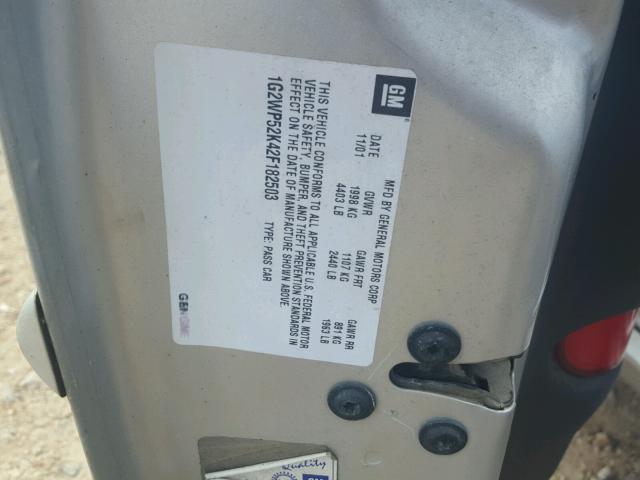 GM
MFD BY GENERAL MOTORS CORP
DATE GVWR GAWR FRT GAWR RR
11/01 1998 KG 1107 KG 891 KG
4403 LB 2440 LB 1963 LB
THIS VEHICLE CONFORMS TO ALL APPLICABLE U.S. FEDERAL MOTOR
VEHICLE SAFETY, BUMPER, AND THEFT PREVENTION STANDARDS IN
EFFECT ON THE DATE OF MANUFACTURE SHOWN ABOVE.
1G2WP52K42F182503 TYPE: PASS CAR
Quality
GM